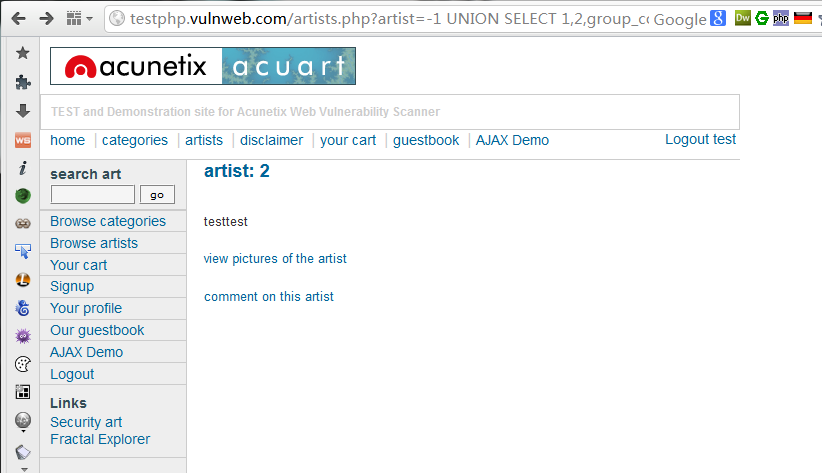 testphp.vulnweb.com/artists.php?artist=-1 UNION SELECT 1,2,group_co Google
acunetix acuart
TEST and Demonstration site for Acunetix Web Vulnerability Scanner
home | categories | artists | disclaimer | your cart | guestbook | AJAX Demo
Logout test
search art
go
Browse categories
Browse artists
Your cart
Signup
Your profile
Our guestbook
AJAX Demo
Logout
Links
Security art
Fractal Explorer
artist: 2
testtest
view pictures of the artist
comment on this artist